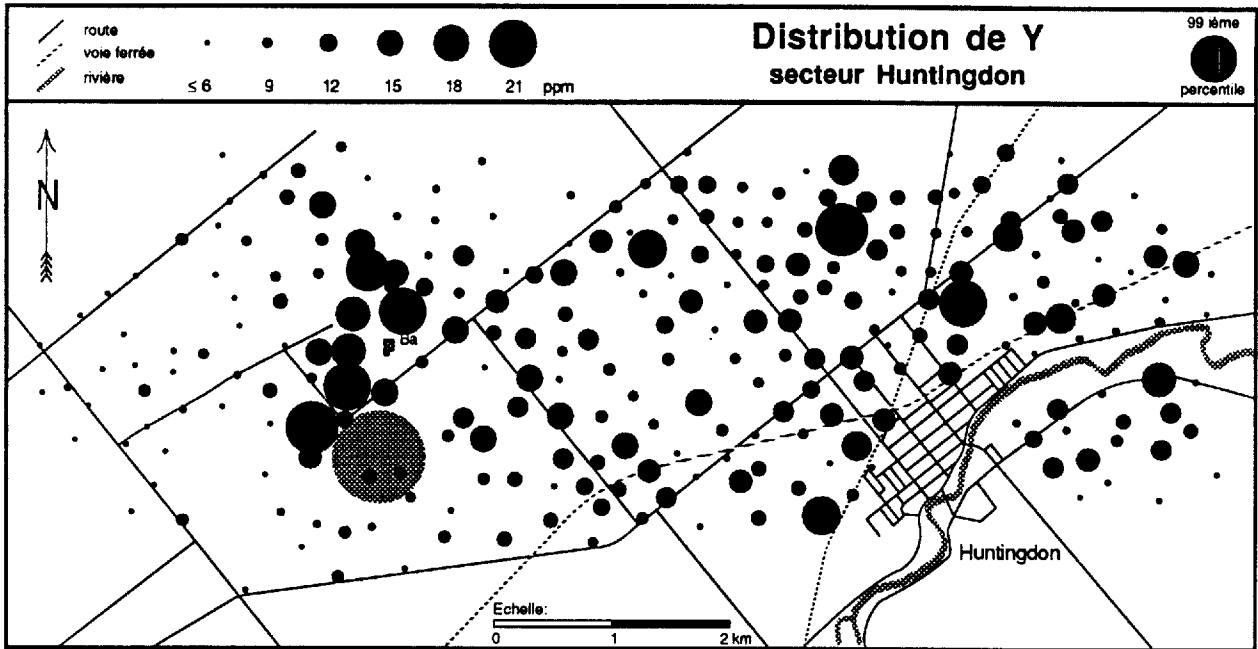 route
voie ferrée
rivière
≤ 6 9 12 15 18 21 ppm
Distribution de Y
secteur Huntingdon
99 ième
percentile
N
Ba
Huntingdon
Echelle:
0 1 2 km